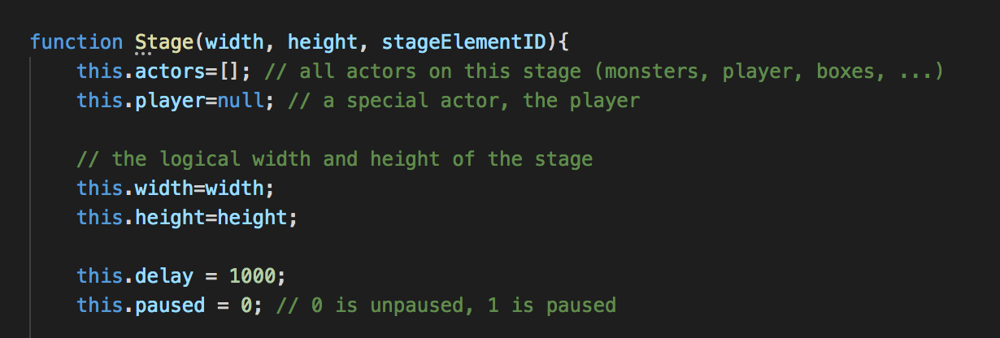 function Stage(width, height, stageElementID){
this.actors=[]; // all actors on this stage (monsters, player, boxes, ...)
this.player=null; // a special actor, the player
// the logical width and height of the stage
this.width=width;
this.height=height;
this.delay = 1000;
this.paused = 0; // 0 is unpaused, 1 is paused